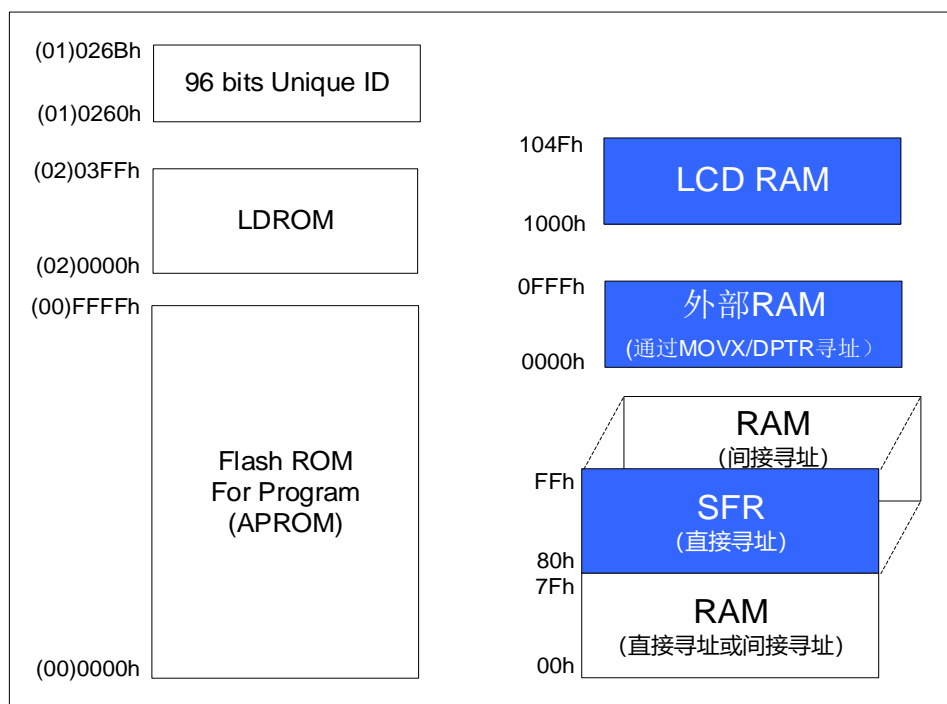 (01)026Bh
96 bits Unique ID
(01)0260h
(02)03FFh
LDROM
(02)0000h
(00)FFFFh
Flash ROM
For Program
(APROM)
(00)0000h
104Fh
LCD RAM
1000h
0FFFh
外部RAM
(通过MOVX/DPTR寻址）
0000h
RAM
(间接寻址)
FFh
SFR
(直接寻址)
80h
7Fh
RAM
(直接寻址或间接寻址)
00h